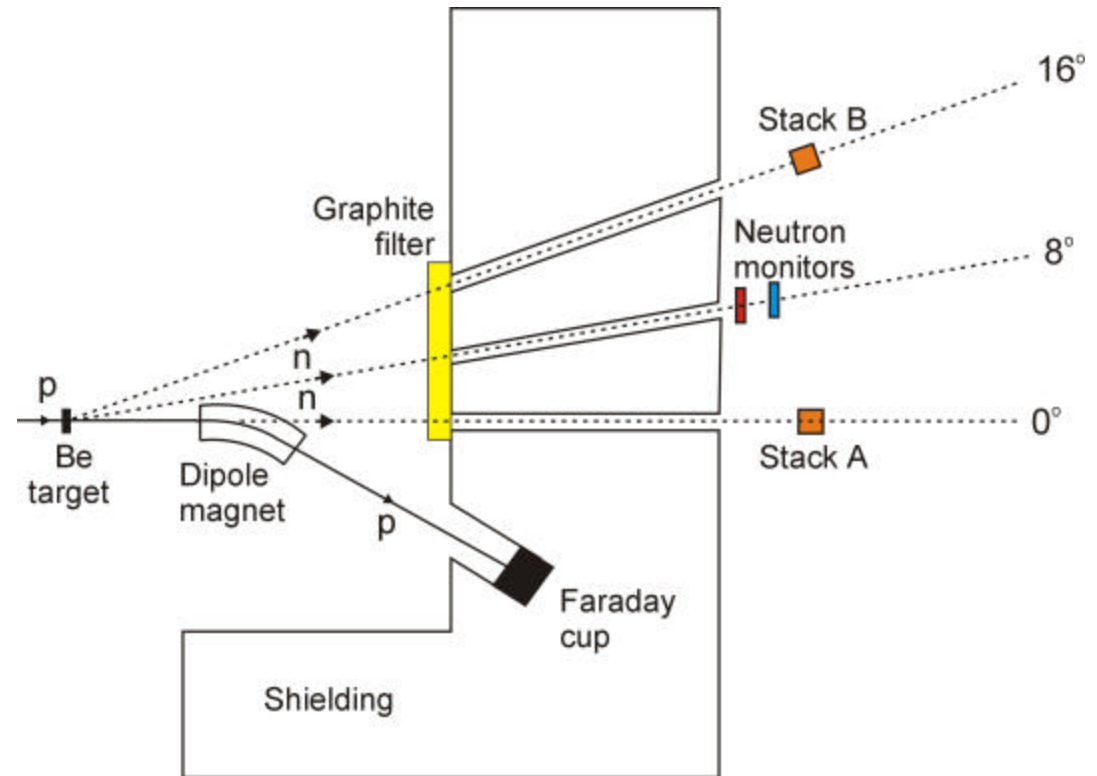 16°
Stack B
Graphite
filter
Neutron
monitors
8°
n
p
n
0°
Be
target
Dipole
magnet
Stack A
p
Faraday
cup
Shielding